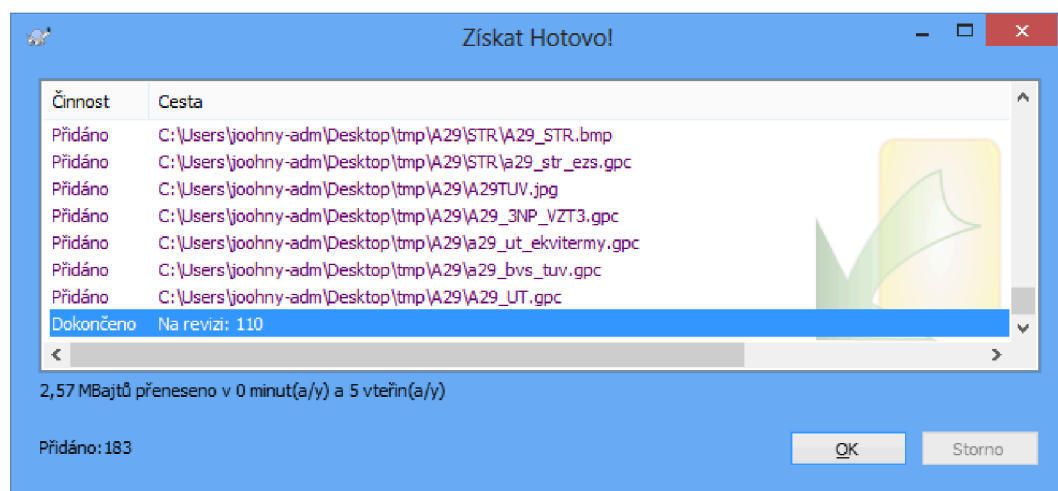 Získat Hotovo!
Činnost Cesta
Přidáno C:\Users\joohny-adm\Desktop\tmp\A29\STR\A29_STR.bmp
Přidáno C:\Users\joohny-adm\Desktop\tmp\A29\STR\a29_str_ezs.gpc
Přidáno C:\Users\joohny-adm\Desktop\tmp\A29\A29TUV.jpg
Přidáno C:\Users\joohny-adm\Desktop\tmp\A29\A29_3NP_VZT3.gpc
Přidáno C:\Users\joohny-adm\Desktop\tmp\A29\a29_ut_ekvitermy.gpc
Přidáno C:\Users\joohny-adm\Desktop\tmp\A29\a29_bvs_tuv.gpc
Přidáno C:\Users\joohny-adm\Desktop\tmp\A29\A29_UT.gpc
Dokončeno Na revizi: 110
2,57 MBajtů přeneseno v 0 minut(a/y) a 5 vteřin(a/y)
Přidáno: 183
OK Storno